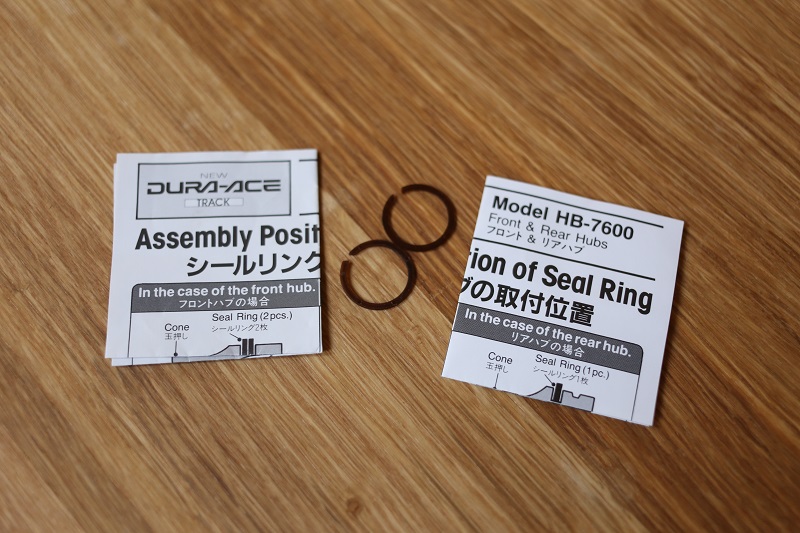 NEW
DURA-ACE
TRACK
Assembly Posit
シールリング
In the case of the front hub.
フロントハブの場合
Seal Ring (2pcs.)
シールリング2枚
Cone
玉押し
Model HB-7600
Front & Rear Hubs
フロント & リアハブ
ion of Seal Ring
グの取付位置
In the case of the rear hub.
リアハブの場合
Seal Ring (1pc.)
シールリング1枚
Cone
玉押し